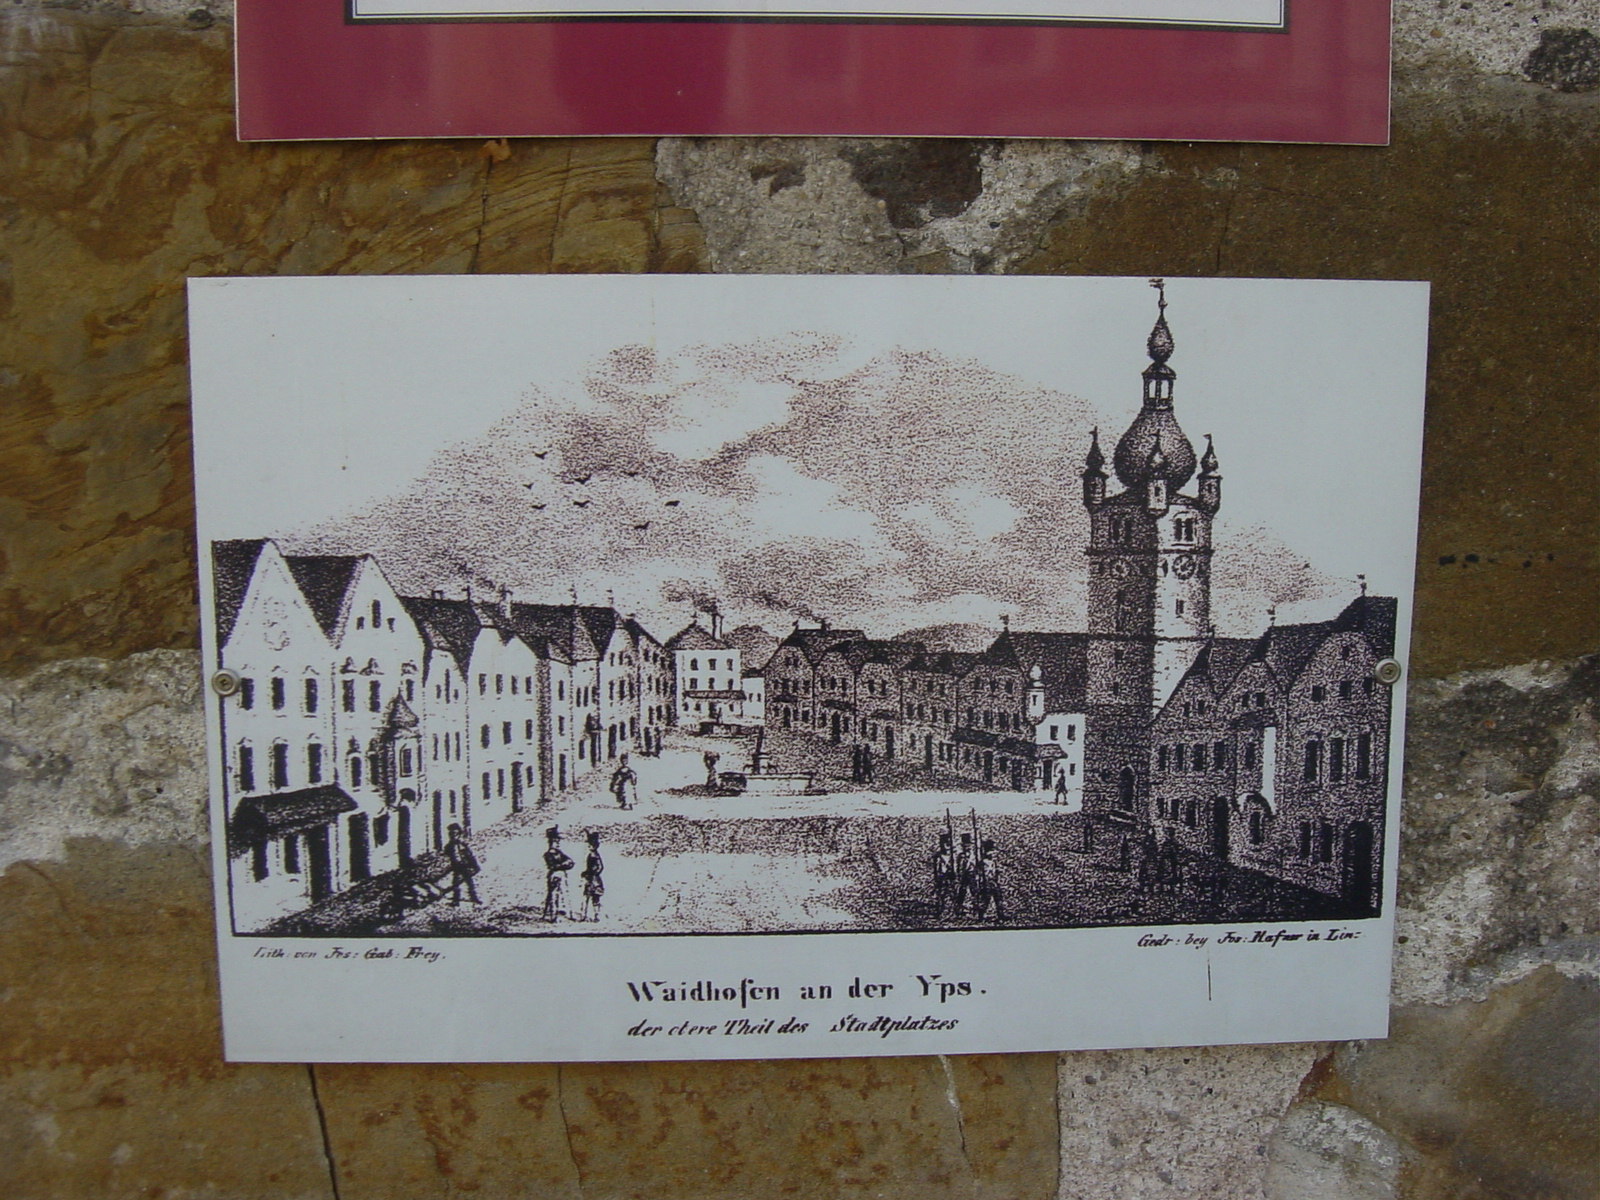 Lith: von Jos: Gab: Frey.
Gedr: bey Jos: Hafner in Linz
Waidhofen an der Yps.
der obere Theil des Stadtplatzes